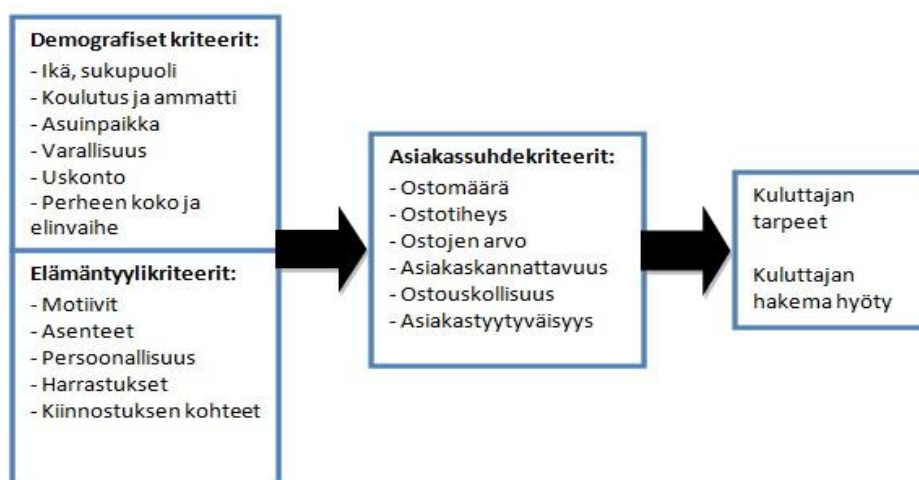 Demografiset kriteerit:
- Ikä, sukupuoli
- Koulutus ja ammatti
- Asuinpaikka
- Varallisuus
- Uskonto
- Perheen koko ja
elinvaihe
Elämäntyylikriteerit:
- Motiivit
- Asenteet
- Persoonallisuus
- Harrastukset
- Kiinnostuksen kohteet
Asiakassuhdekriteerit:
- Ostomäärä
- Ostotiheys
- Ostojen arvo
- Asiakaskannattavuus
- Ostouskollisuus
- Asiakastyytyväisyys
Kuluttajan
tarpeet
Kuluttajan
hakema hyöty